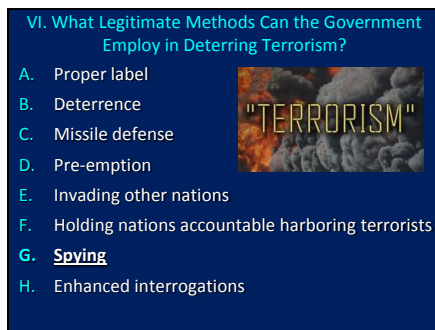 VI. What Legitimate Methods Can the Government
Employ in Deterring Terrorism?
A. Proper label
B. Deterrence
"TERRORISM"
C. Missile defense
D. Pre-emption
E. Invading other nations
F. Holding nations accountable harboring terrorists
G. Spying
H. Enhanced interrogations